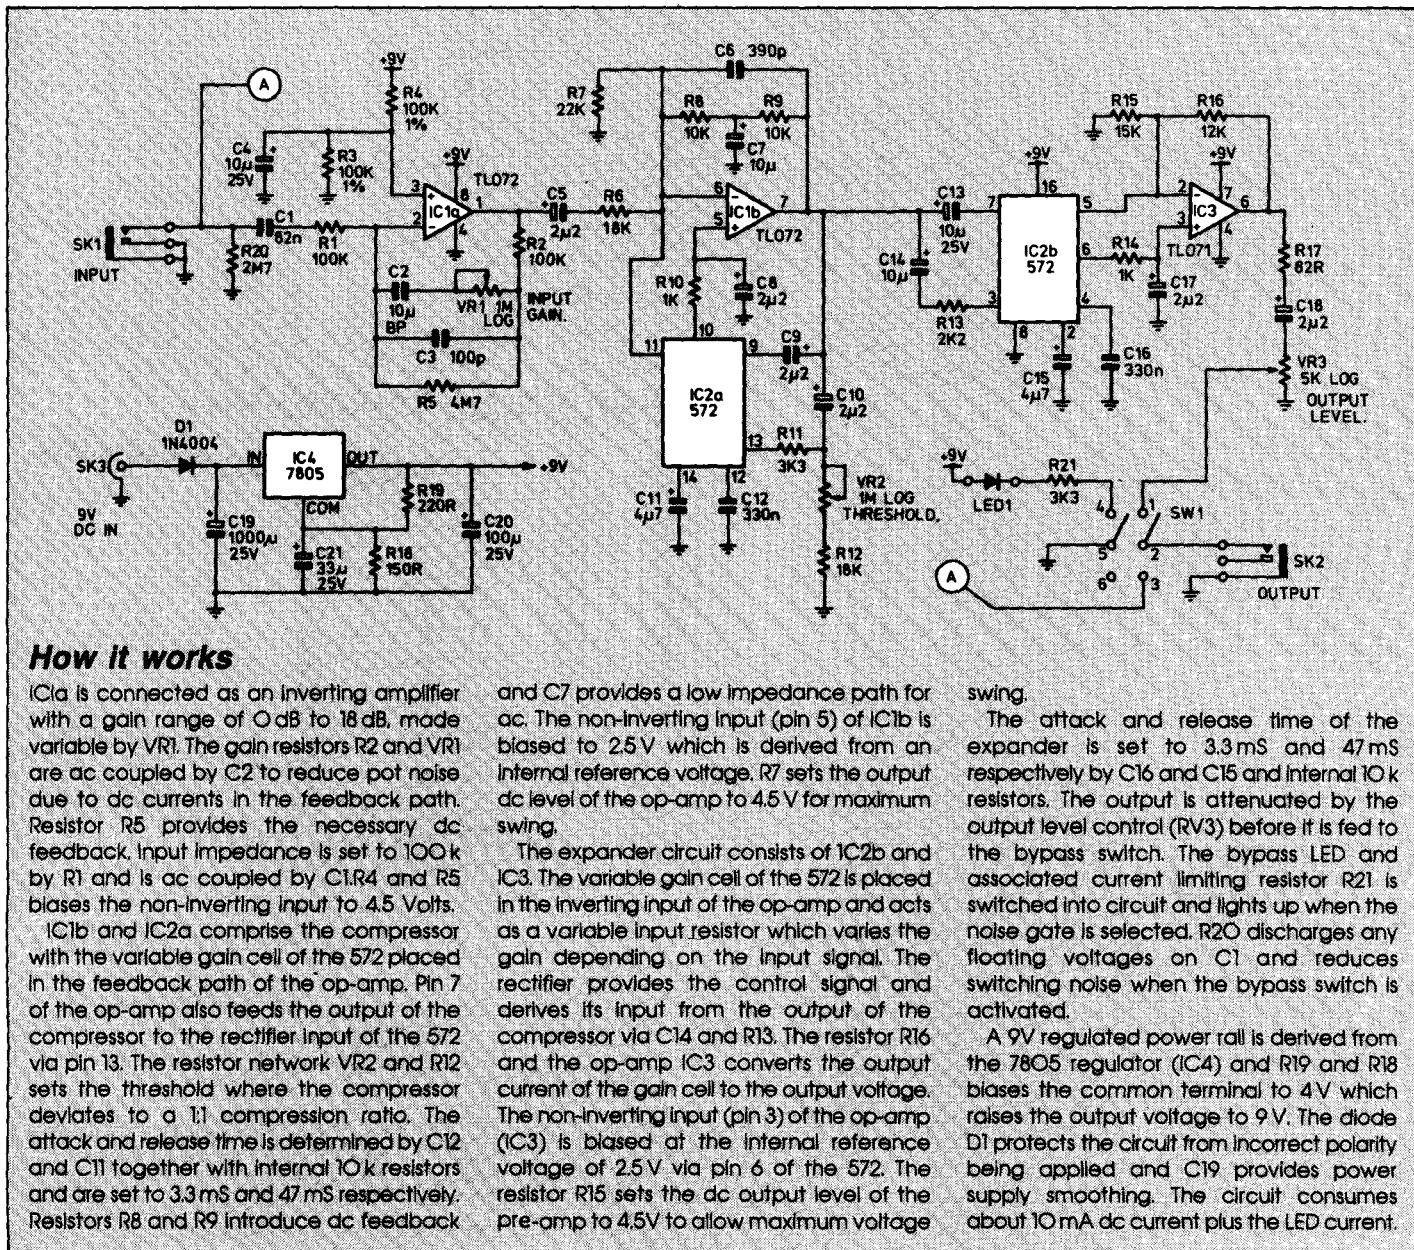 A
+9V
R4
100K
1%
C4
10µ
25V
R3
100K
1%
+9V
TL072
3
8
1
2
4
IC1a
SK1
INPUT
C1
82n
R20
2M7
R1
100K
C2
10µ
BP
VR1 1M
LOG
INPUT
GAIN.
C3 100p
R5 4M7
R2
100K
C5
2µ2
R6
18K
R7
22K
C6 390p
R8
10K
R9
10K
C7
10µ
6
7
5
IC1b
TL072
R10
1K
C8
2µ2
10
11
9
C9
2µ2
IC2a
572
13
14
12
R11
3K3
C10
2µ2
C11
4µ7
C12
330n
VR2
1M LOG
THRESHOLD.
R12
18K
C13
10µ
25V
C14
10µ
R13
2K2
+9V
16
7
5
IC2b
572
6
3
4
8
2
C15
4µ7
C16
330n
R14
1K
C17
2µ2
R15
15K
R16
12K
+9V
2
7
6
3
4
IC3
TL071
R17
82R
C18
2µ2
VR3
5K LOG
OUTPUT
LEVEL.
SK3
9V
DC IN
D1
1N4004
IN
IC4
7805
OUT
COM
+9V
C19
1000µ
25V
R19
220R
C21
33µ
25V
R18
150R
C20
100µ
25V
+9V
LED1
R21
3K3
4
1
SW1
5
2
6
3
A
SK2
OUTPUT
How it works
IC1a is connected as an inverting amplifier
with a gain range of 0 dB to 18 dB, made
variable by VR1. The gain resistors R2 and VR1
are ac coupled by C2 to reduce pot noise
due to dc currents in the feedback path.
Resistor R5 provides the necessary dc
feedback. Input impedance is set to 100 k
by R1 and is ac coupled by C1.R4 and R5
biases the non-inverting input to 4.5 Volts.
IC1b and IC2a comprise the compressor
with the variable gain cell of the 572 placed
in the feedback path of the op-amp. Pin 7
of the op-amp also feeds the output of the
compressor to the rectifier input of the 572
via pin 13. The resistor network VR2 and R12
sets the threshold where the compressor
deviates to a 1:1 compression ratio. The
attack and release time is determined by C12
and C11 together with internal 10 k resistors
and are set to 3.3 mS and 47 mS respectively.
Resistors R8 and R9 introduce dc feedback
and C7 provides a low impedance path for
ac. The non-inverting input (pin 5) of IC1b is
biased to 2.5 V which is derived from an
internal reference voltage. R7 sets the output
dc level of the op-amp to 4.5 V for maximum
swing.
The expander circuit consists of 1C2b and
IC3. The variable gain cell of the 572 is placed
in the inverting input of the op-amp and acts
as a variable input resistor which varies the
gain depending on the input signal. The
rectifier provides the control signal and
derives its input from the output of the
compressor via C14 and R13. The resistor R16
and the op-amp IC3 converts the output
current of the gain cell to the output voltage.
The non-inverting input (pin 3) of the op-amp
(IC3) is biased at the internal reference
voltage of 2.5 V via pin 6 of the 572. The
resistor R15 sets the dc output level of the
pre-amp to 4.5V to allow maximum voltage
swing.
The attack and release time of the
expander is set to 3.3 mS and 47 mS
respectively by C16 and C15 and internal 10 k
resistors. The output is attenuated by the
output level control (RV3) before it is fed to
the bypass switch. The bypass LED and
associated current limiting resistor R21 is
switched into circuit and lights up when the
noise gate is selected. R20 discharges any
floating voltages on C1 and reduces
switching noise when the bypass switch is
activated.
A 9V regulated power rail is derived from
the 7805 regulator (IC4) and R19 and R18
biases the common terminal to 4 V which
raises the output voltage to 9 V. The diode
D1 protects the circuit from incorrect polarity
being applied and C19 provides power
supply smoothing. The circuit consumes
about 10 mA dc current plus the LED current.